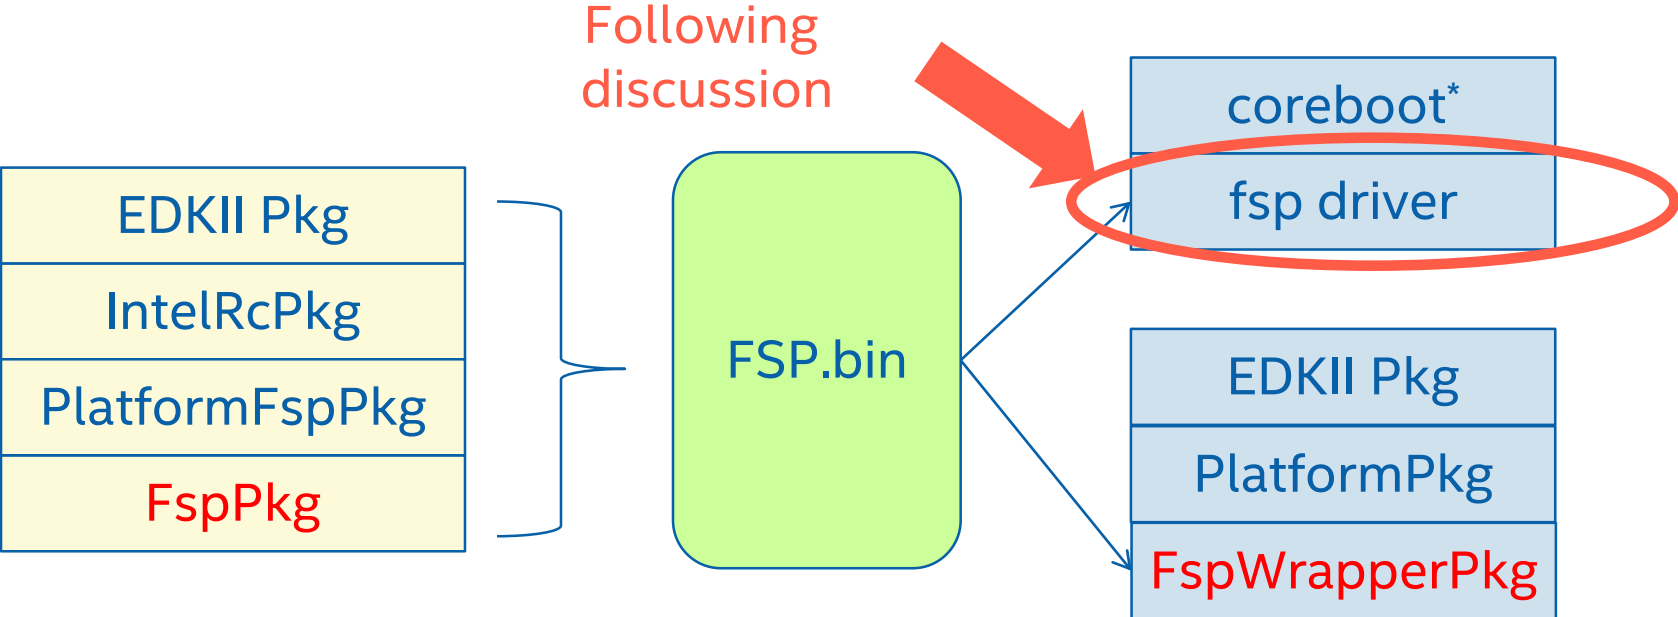 Following
discussion
EDKII Pkg
IntelRcPkg
PlatformFspPkg
FspPkg
FSP.bin
coreboot*
fsp driver
EDKII Pkg
PlatformPkg
FspWrapperPkg